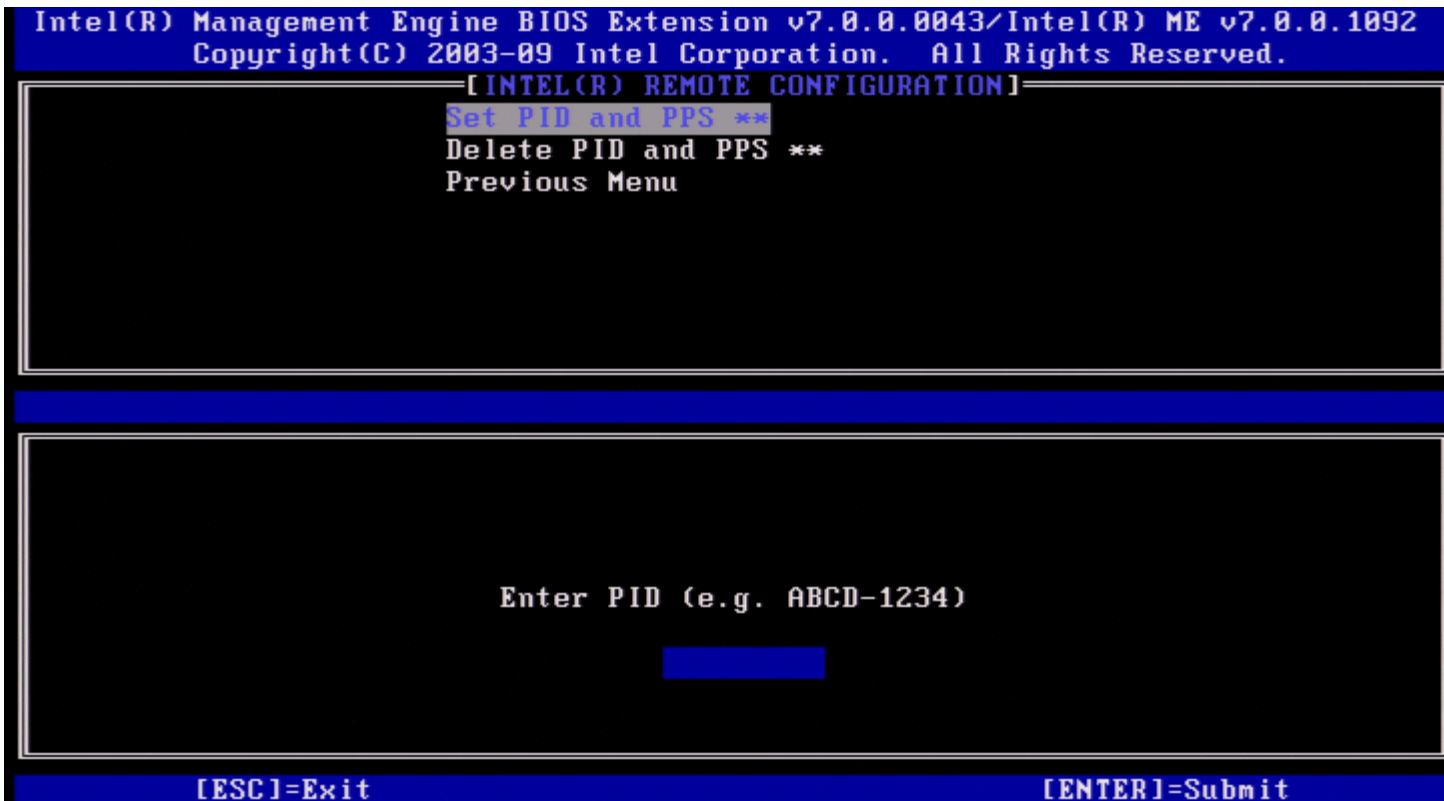 Intel(R) Management Engine BIOS Extension v7.0.0.0043/Intel(R) ME v7.0.0.1092
Copyright(C) 2003-09 Intel Corporation.  All Rights Reserved.
[INTEL(R) REMOTE CONFIGURATION]
Set PID and PPS **
Delete PID and PPS **
Previous Menu
Enter PID (e.g. ABCD-1234)
[ESC]=Exit [ENTER]=Submit